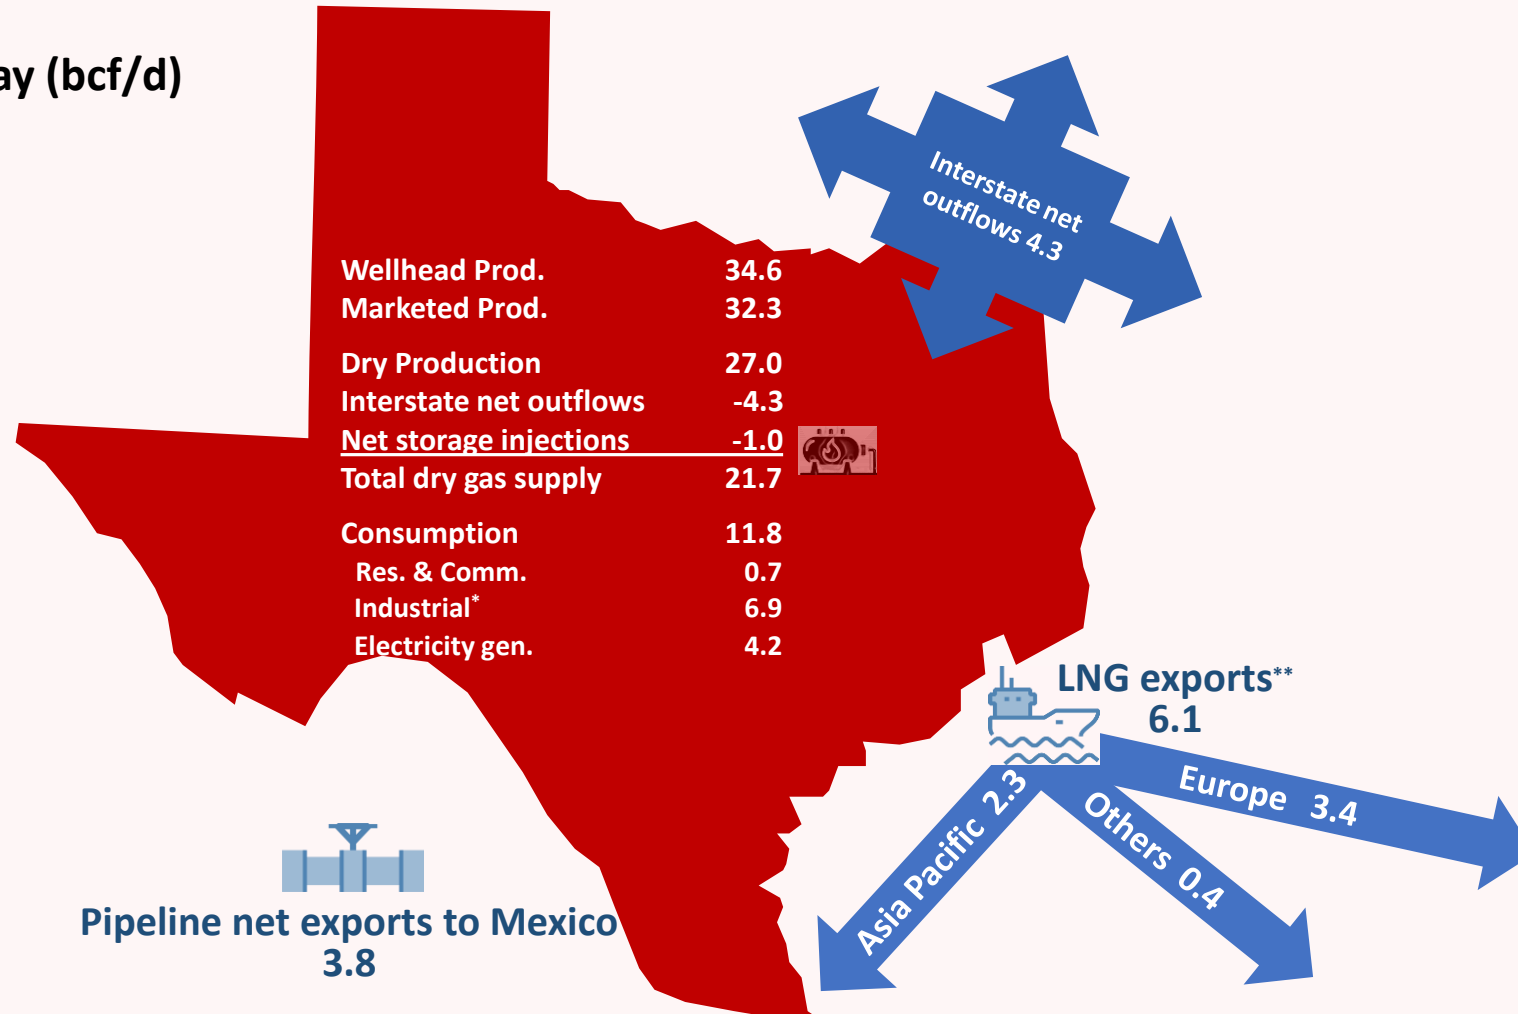 ay (bcf/d)
Interstate net
outflows 4.3
Wellhead Prod. 34.6
Marketed Prod. 32.3
Dry Production 27.0
Interstate net outflows -4.3
Net storage injections -1.0
Total dry gas supply 21.7
Consumption 11.8
Res. & Comm. 0.7
Industrial* 6.9
Electricity gen. 4.2
LNG exports**
6.1
Europe 3.4
Others 0.4
Asia Pacific 2.3
Pipeline net exports to Mexico
3.8